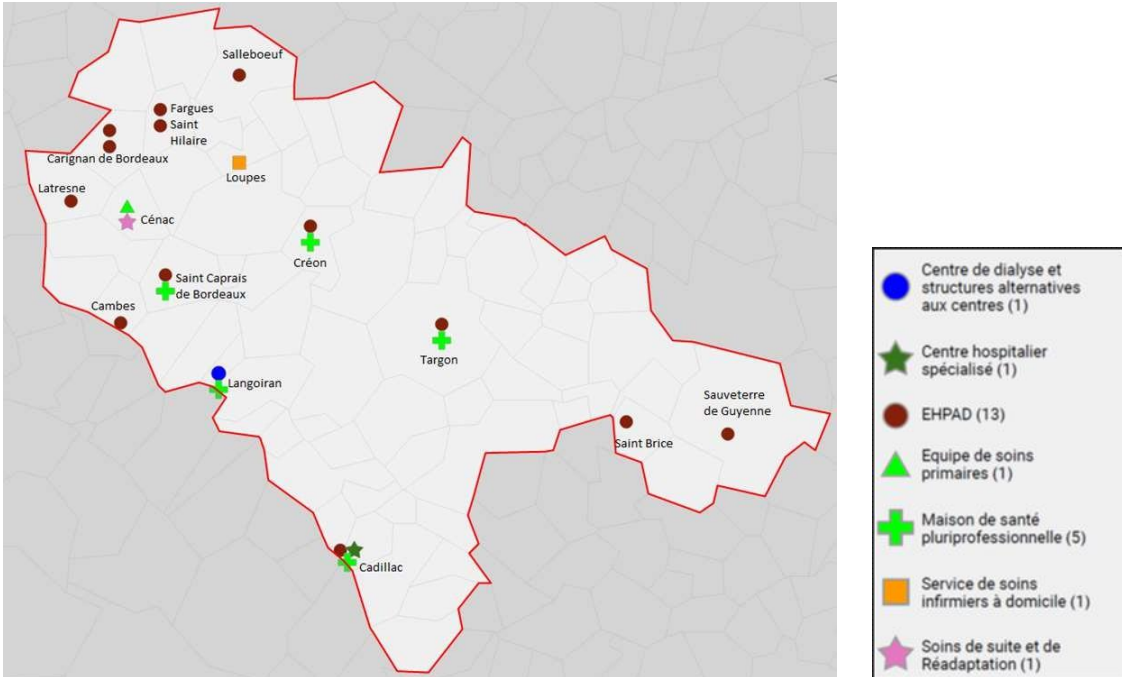 Salleboeuf
Fargues
Saint
Hilaire
Carignan de Bordeaux
Loupes
Latresne
Cénac
Créon
Saint Caprais
de Bordeaux
Cambes
Targon
Langoiran
Sauveterre
de Guyenne
Saint Brice
Cadillac
Centre de dialyse et
structures alternatives
aux centres (1)
Centre hospitalier
spécialisé (1)
EHPAD (13)
Equipe de soins
primaires (1)
Maison de santé
pluriprofessionnelle (5)
Service de soins
infirmiers à domicile (1)
Soins de suite et de
Réadaptation (1)